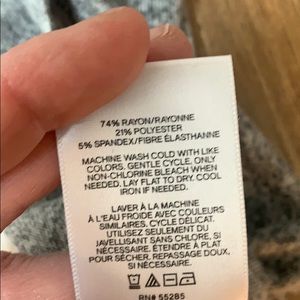 74% RAYON/RAYONNE
21% POLYESTER
5% SPANDEX/FIBRE ÉLASTHANNE
MACHINE WASH COLD WITH LIKE
COLORS. GENTLE CYCLE. ONLY
NON-CHLORINE BLEACH WHEN
NEEDED. LAY FLAT TO DRY. COOL
IRON IF NEEDED.
LAVER À LA MACHINE
À L'EAU FROIDE AVEC COULEURS
SIMILAIRES. CYCLE DÉLICAT.
UTILISEZ SEULEMENT DU
JAVELLISANT SANS CHLORE, SI
NÉCESSAIRE. ÉTENDRE À PLAT
POUR SÉCHER. REPASSAGE DOUX,
SI NÉCESSAIRE.
RN# 55285